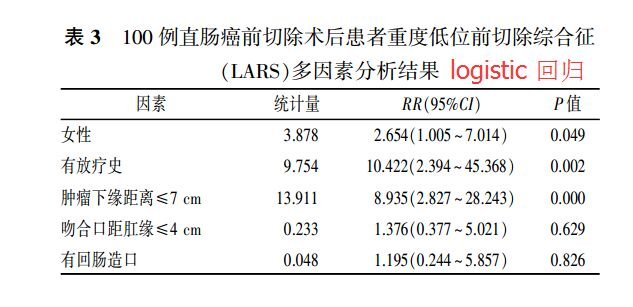 表 3 100 例直肠癌前切除术后患者重度低位前切除综合征
(LARS)多因素分析结果 logistic 回归
因素 统计量 RR(95%CI) P 值
女性 3.878 2.654(1.005~7.014) 0.049
有放疗史 9.754 10.422(2.394~45.368) 0.002
肿瘤下缘距离≤7 cm 13.911 8.935(2.827~28.243) 0.000
吻合口距肛缘≤4 cm 0.233 1.376(0.377~5.021) 0.629
有回肠造口 0.048 1.195(0.244~5.857) 0.826